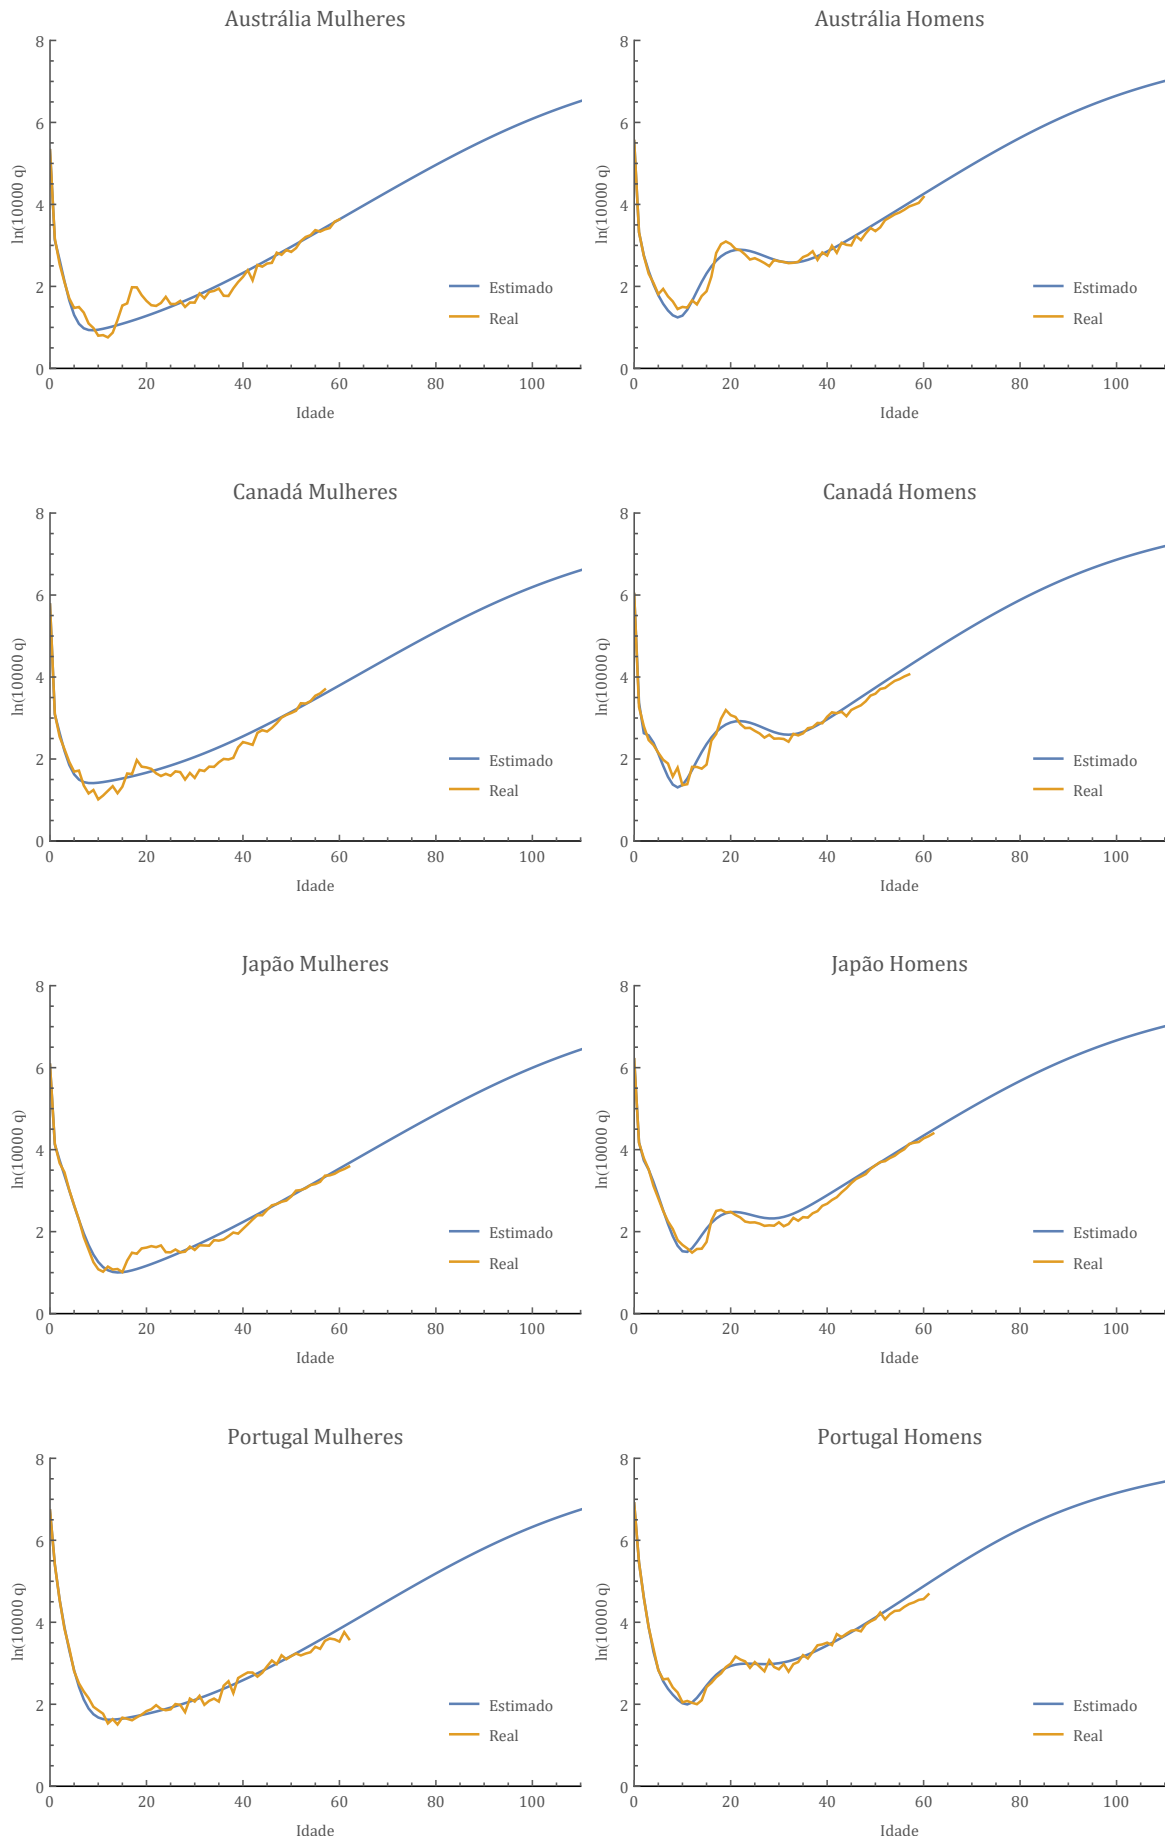 Austrália Mulheres
8
6
4
2
0
ln(10000 q)
Estimado
Real
0 20 40 60 80 100
Idade
Austrália Homens
8
6
4
2
0
ln(10000 q)
Estimado
Real
0 20 40 60 80 100
Idade
Canadá Mulheres
8
6
4
2
0
ln(10000 q)
Estimado
Real
0 20 40 60 80 100
Idade
Canadá Homens
8
6
4
2
0
ln(10000 q)
Estimado
Real
0 20 40 60 80 100
Idade
Japão Mulheres
8
6
4
2
0
ln(10000 q)
Estimado
Real
0 20 40 60 80 100
Idade
Japão Homens
8
6
4
2
0
ln(10000 q)
Estimado
Real
0 20 40 60 80 100
Idade
Portugal Mulheres
8
6
4
2
0
ln(10000 q)
Estimado
Real
0 20 40 60 80 100
Idade
Portugal Homens
8
6
4
2
0
ln(10000 q)
Estimado
Real
0 20 40 60 80 100
Idade